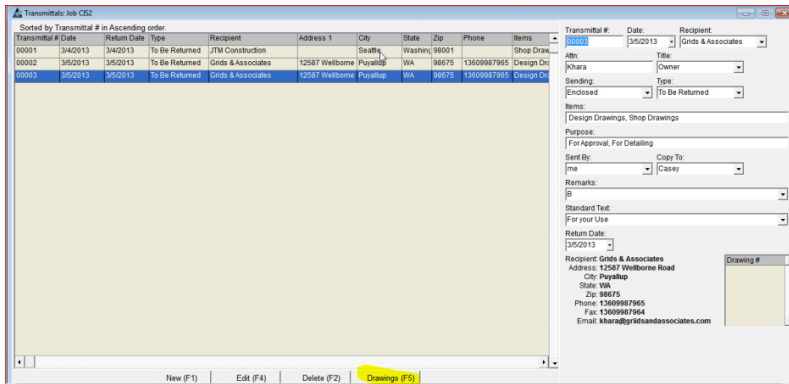 Transmittals: Job CIS2
Sorted by Transmittal # in Ascending order.
Transmittal # Date Return Date Type Recipient Address 1 City State Zip Phone Items
00001 3/4/2013 3/4/2013 To Be Returned JTM Construction Seattle Washing 98001 Shop Draw
00002 3/5/2013 3/5/2013 To Be Returned Grids & Associates 12587 Wellborne Puyallup WA 98675 13609987965 Design Dra
00003 3/5/2013 3/5/2013 To Be Returned Grids & Associates 12587 Wellborne Puyallup WA 98675 13609987965 Design Dra
Transmittal #: Date: Recipient:
00003 3/5/2013 Grids & Associates
Attn: Title:
Khara Owner
Sending: Type:
Enclosed To Be Returned
Items:
Design Drawings, Shop Drawings
Purpose:
For Approval, For Detailing
Sent By: Copy To:
me Casey
Remarks:
B
Standard Text:
For your Use
Return Date:
3/5/2013
Recipient: Grids & Associates
Address: 12587 Wellborne Road
City: Puyallup
State: WA
Zip: 98675
Phone: 13609987965
Fax: 13609987964
Email: khara@griidsandassociates.com
Drawing #
New (F1) Edit (F4) Delete (F2) Drawings (F5)